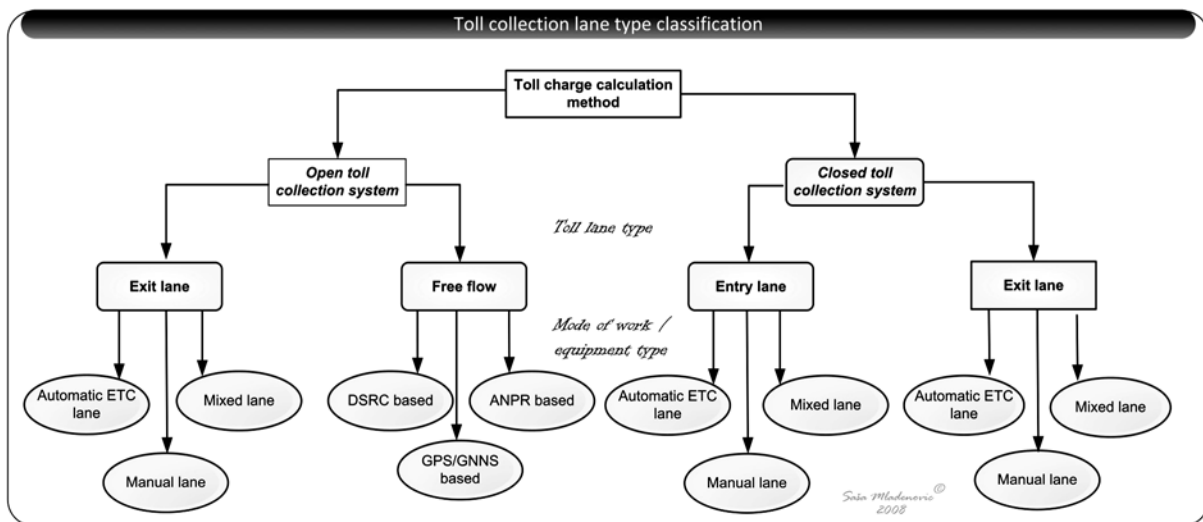 Toll collection lane type classification
Toll charge calculation
method
Open toll
collection system
Closed toll
collection system
Toll lane type
Exit lane
Free flow
Entry lane
Exit lane
Mode of work /
equipment type
Automatic ETC
lane
Mixed lane
Manual lane
DSRC based
ANPR based
GPS/GNNS
based
Automatic ETC
lane
Mixed lane
Manual lane
Automatic ETC
lane
Mixed lane
Manual lane
Saša Mladenovic ©
2008